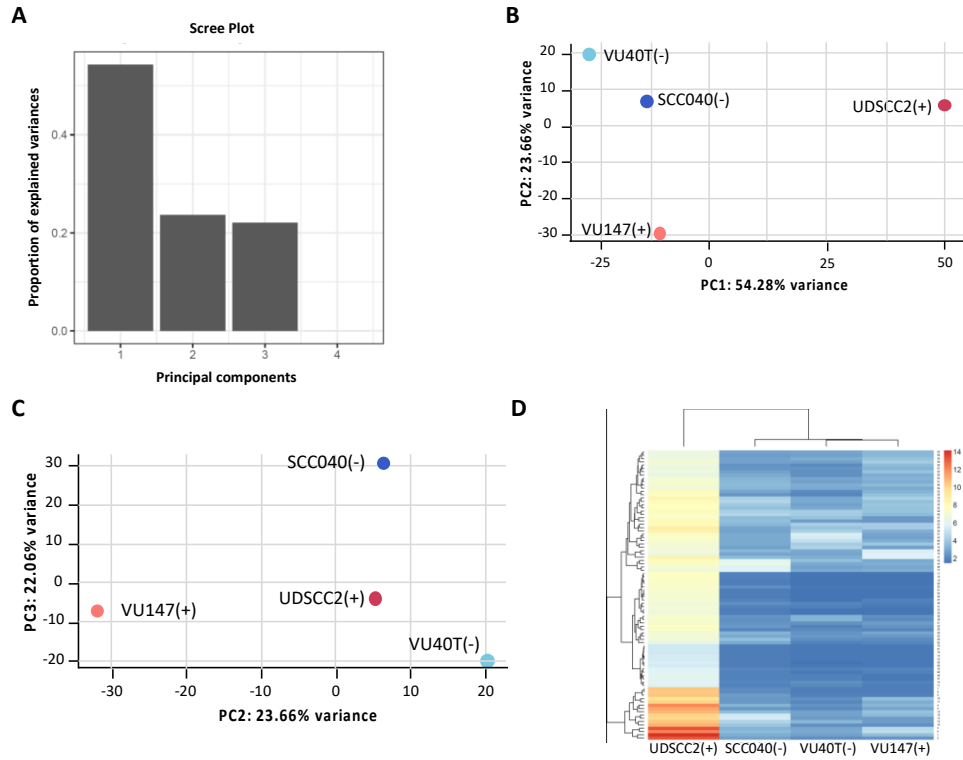 A
Scree Plot
Proportion of explained variances
0.4
0.2
0.0
1 2 3 4
Principal components
B
PC2: 23.66% variance
20
10
0
-10
-20
-30
VU40T(-)
SCC040(-)
UDSCC2(+)
VU147(+)
-25 0 25 50
PC1: 54.28% variance
C
PC3: 22.06% variance
30
20
10
0
-10
-20
SCC040(-)
UDSCC2(+)
VU147(+)
VU40T(-)
-30 -20 -10 0 10 20
PC2: 23.66% variance
D
14
12
10
8
6
4
2
UDSCC2(+) SCC040(-) VU40T(-) VU147(+)